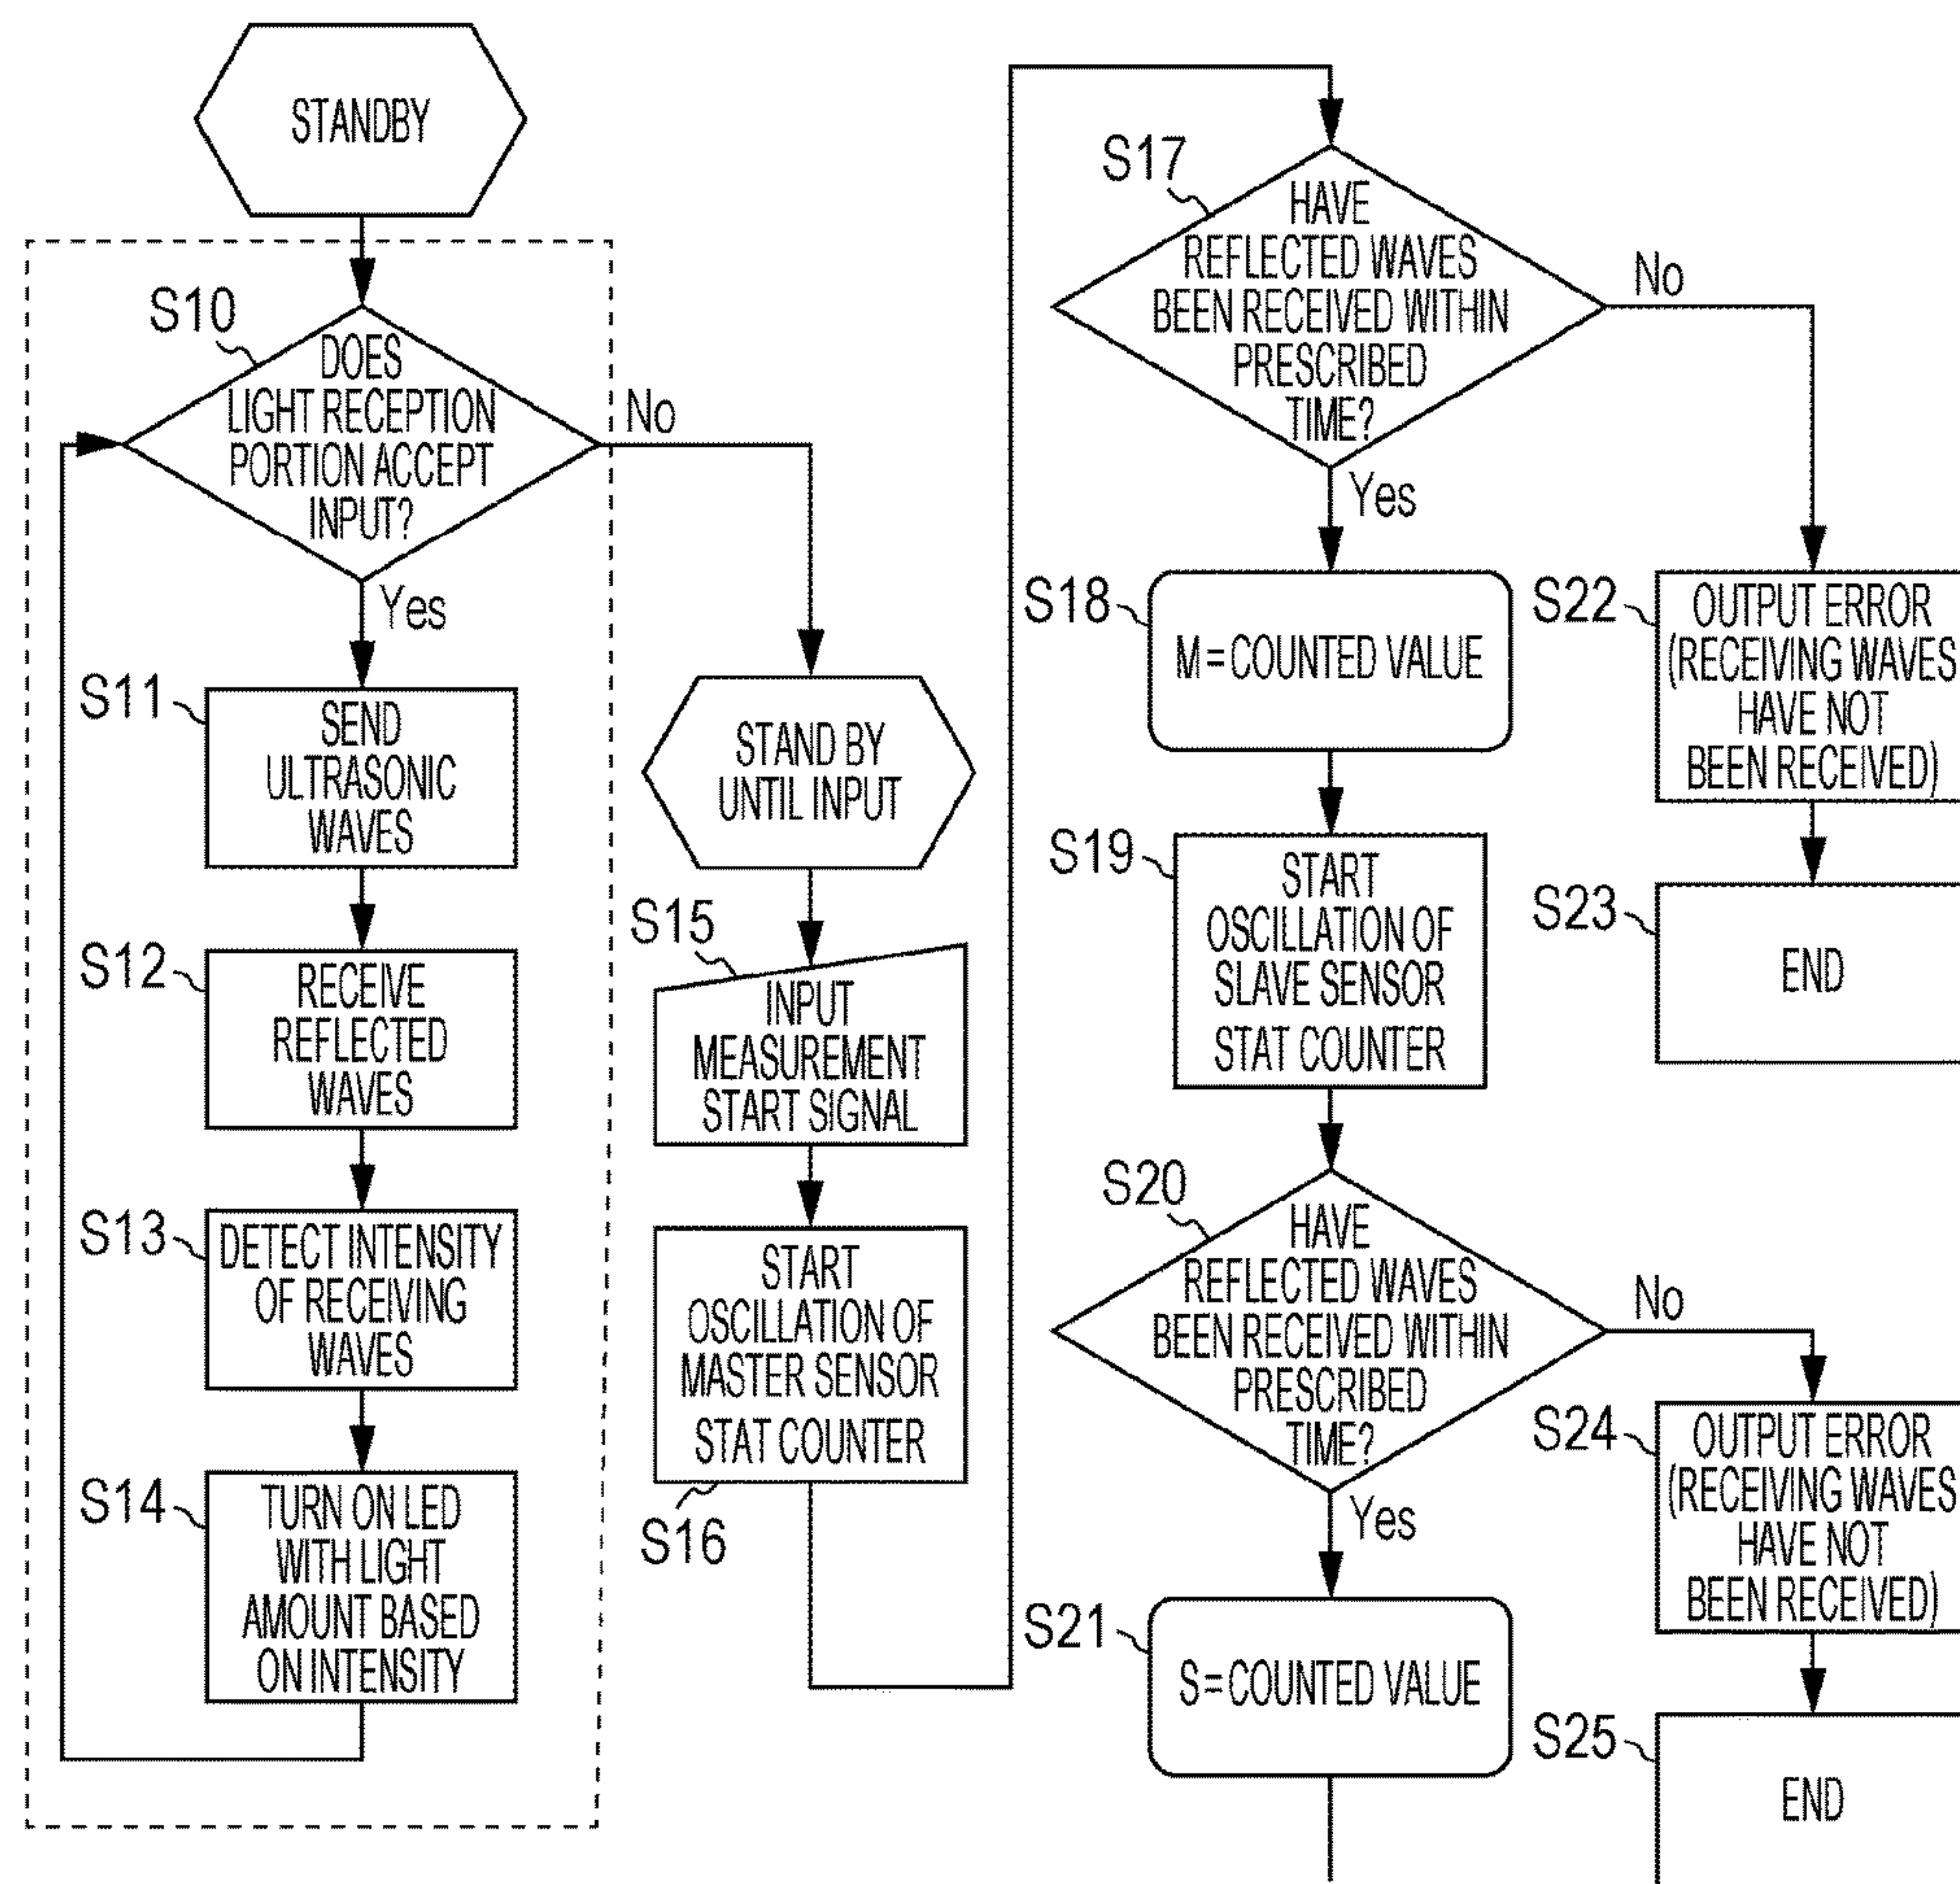 STANDBY
S10
DOES
LIGHT RECEPTION
PORTION ACCEPT
INPUT?
No
Yes
S11
SEND
ULTRASONIC
WAVES
S12
RECEIVE
REFLECTED
WAVES
S13
DETECT INTENSITY
OF RECEIVING
WAVES
S14
TURN ON LED
WITH LIGHT
AMOUNT BASED
ON INTENSITY
STAND BY
UNTIL INPUT
S15
INPUT
MEASUREMENT
START SIGNAL
START
OSCILLATION OF
MASTER SENSOR
STAT COUNTER
S16
S17
HAVE
REFLECTED WAVES
BEEN RECEIVED WITHIN
PRESCRIBED
TIME?
No
Yes
S18
M = COUNTED VALUE
S19
START
OSCILLATION OF
SLAVE SENSOR
STAT COUNTER
S20
HAVE
REFLECTED WAVES
BEEN RECEIVED WITHIN
PRESCRIBED
TIME?
No
Yes
S21
S = COUNTED VALUE
S22
OUTPUT ERROR
(RECEIVING WAVES
HAVE NOT
BEEN RECEIVED)
S23
END
S24
OUTPUT ERROR
(RECEIVING WAVES
HAVE NOT
BEEN RECEIVED)
S25
END